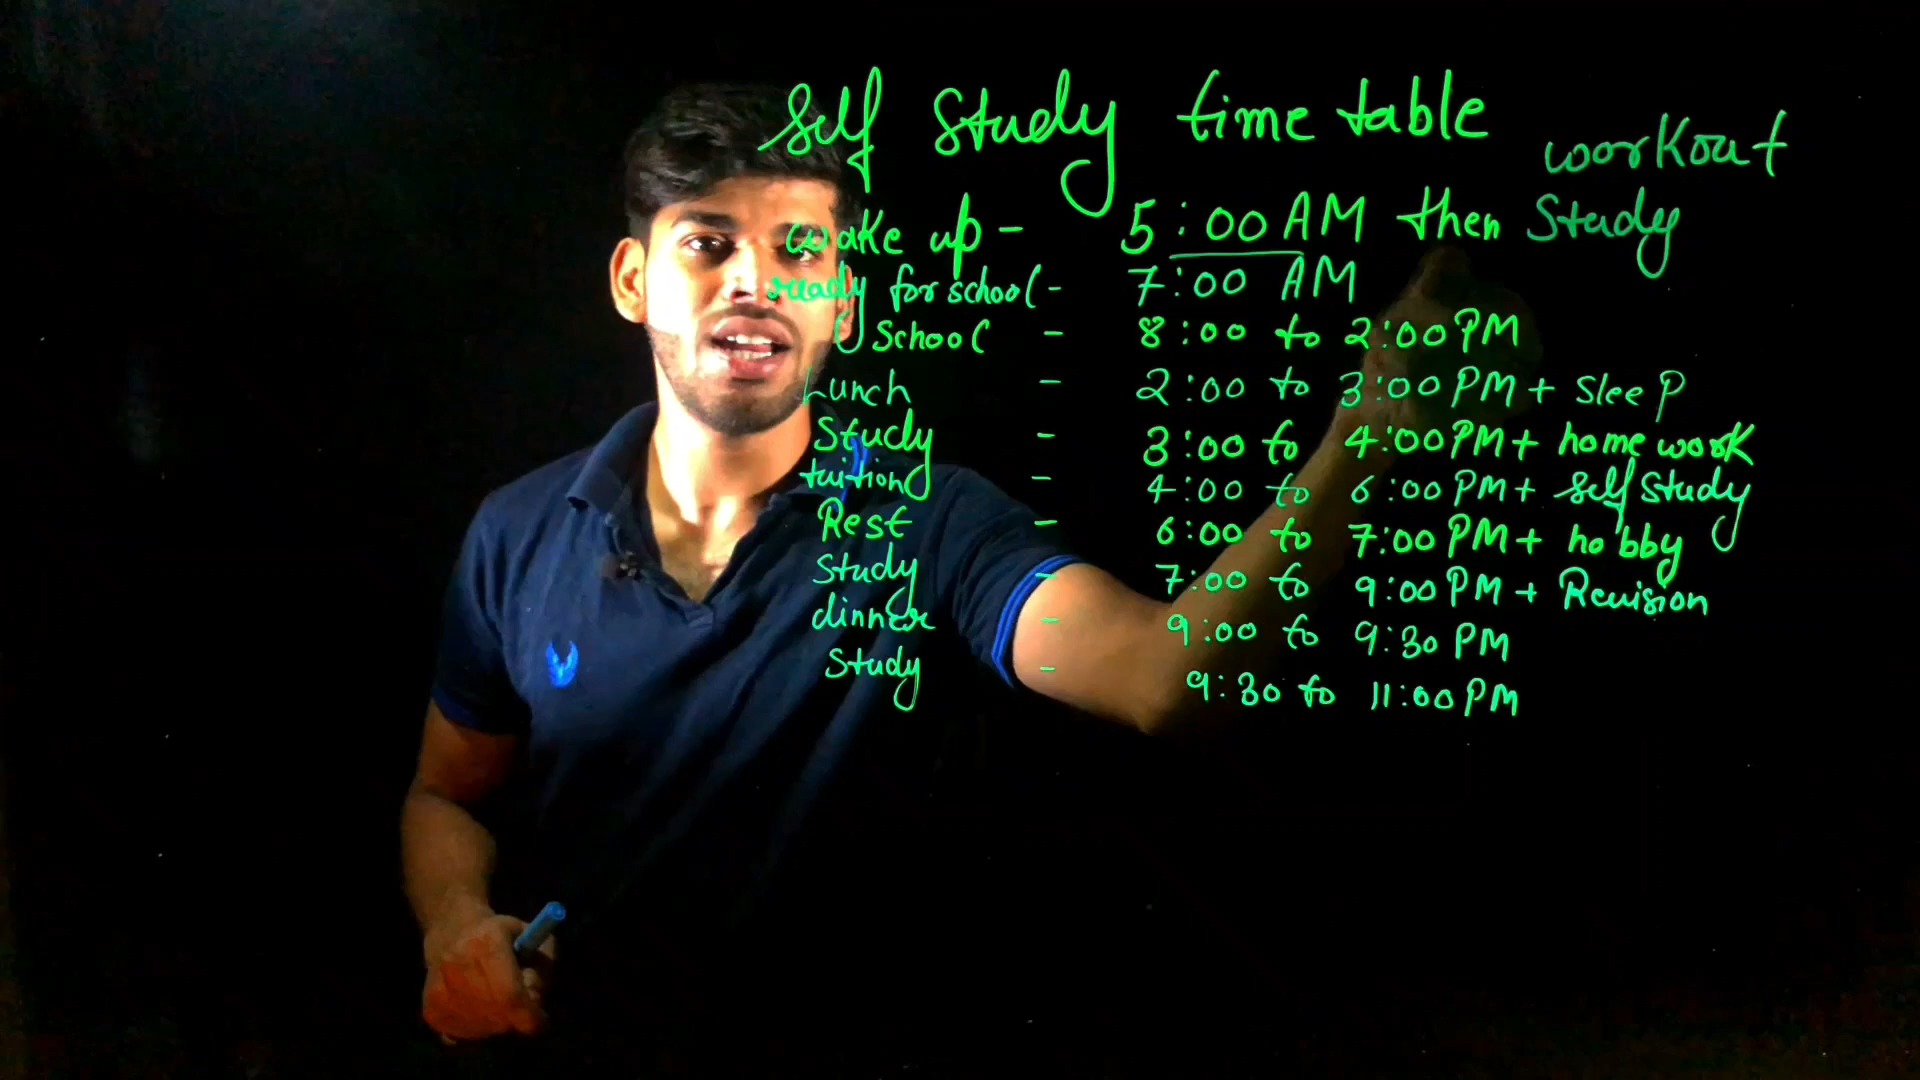 Self Study time table
workout
wake up - 5:00 AM then Study
ready for school - 7:00 AM
School - 8:00 to 2:00 PM
Lunch - 2:00 to 3:00 PM + Sleep
Study - 3:00 to 4:00 PM + home work
tuition - 4:00 to 6:00 PM + Self Study
Rest - 6:00 to 7:00 PM + hobby
Study - 7:00 to 9:00 PM + Revision
dinner - 9:00 to 9:30 PM
Study - 9:30 to 11:00 PM